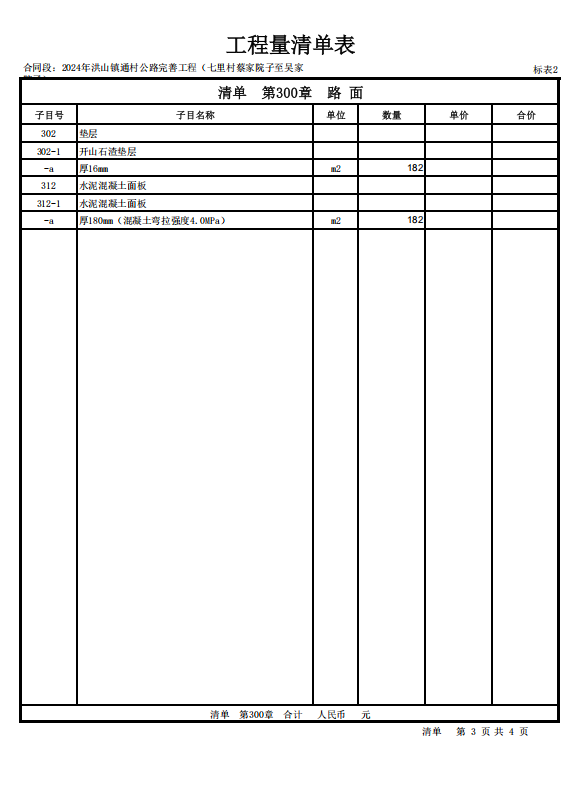 工程量清单表
合同段：2024年洪山镇通村公路完善工程（七里村蔡家院子至吴家
标表2
清单 第300章 路 面
子目号 子目名称 单位 数量 单价 合价
302 垫层
302-1 开山石渣垫层
-a 厚16mm m2 182
312 水泥混凝土面板
312-1 水泥混凝土面板
-a 厚180mm（混凝土弯拉强度4.0MPa） m2 182
清单 第300章 合计 人民币 元
清单 第 3 页 共 4 页